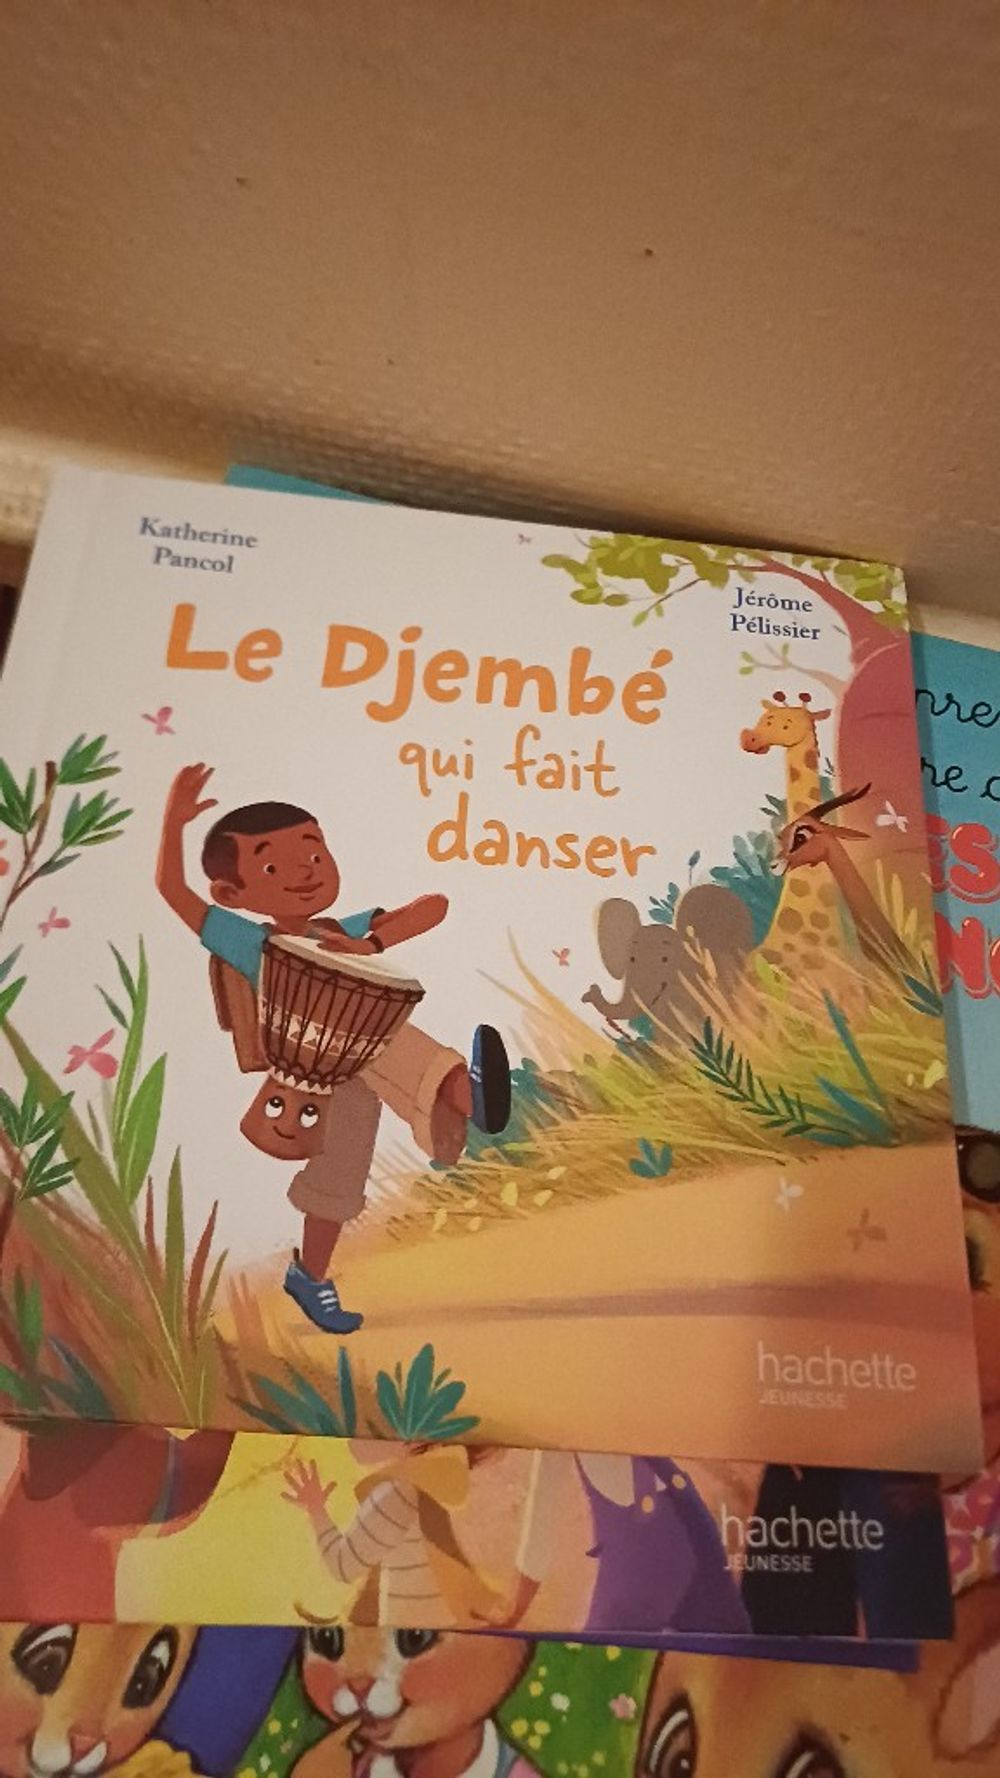 Katherine
Pancol
Jérôme
Pélissier
Le Djembé
qui fait
danser
hachette
JEUNESSE
hachette
JEUNESSE